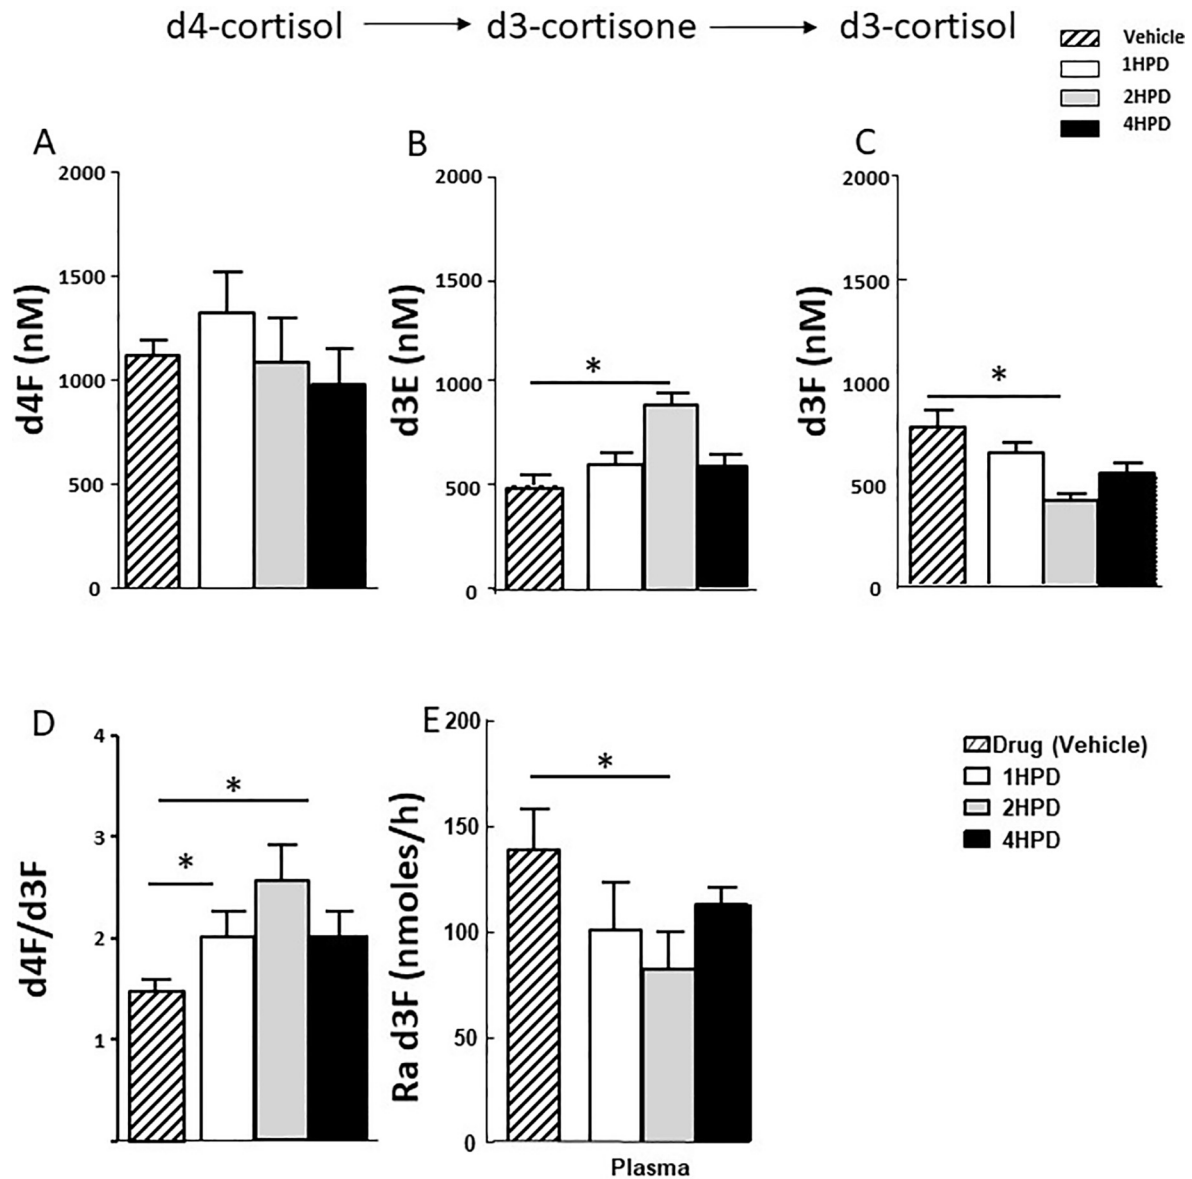 d4-cortisol → d3-cortisone → d3-cortisol
Vehicle
1HPD
2HPD
4HPD
A
2000
1500
1000
500
0
d4F (nM)
B
2000
1500
1000
500
0
d3E (nM)
*
C
2000
1500
1000
500
0
d3F (nM)
*
D
4
3
2
1
d4F/d3F
*
*
E
200
150
100
50
0
Ra d3F (nmoles/h)
*
Plasma
Drug (Vehicle)
1HPD
2HPD
4HPD